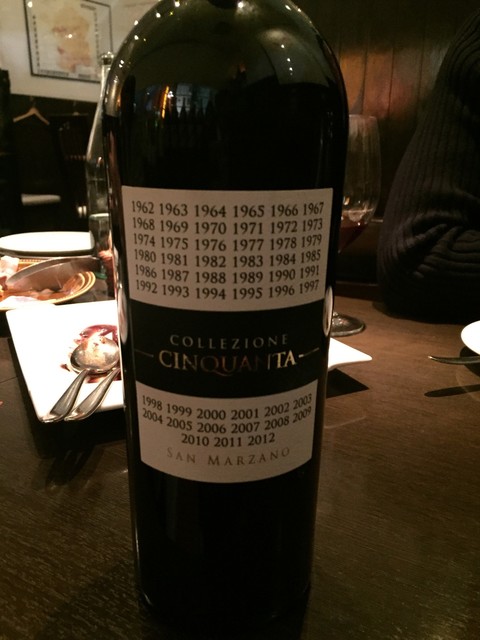 1962 1963 1964 1965 1966 1967
1968 1969 1970 1971 1972 1973
1974 1975 1976 1977 1978 1979
1980 1981 1982 1983 1984 1985
1986 1987 1988 1989 1990 1991
1992 1993 1994 1995 1996 1997
COLLEZIONE
CINQUANTA
1998 1999 2000 2001 2002 2003
2004 2005 2006 2007 2008 2009
2010 2011 2012
SAN MARZANO